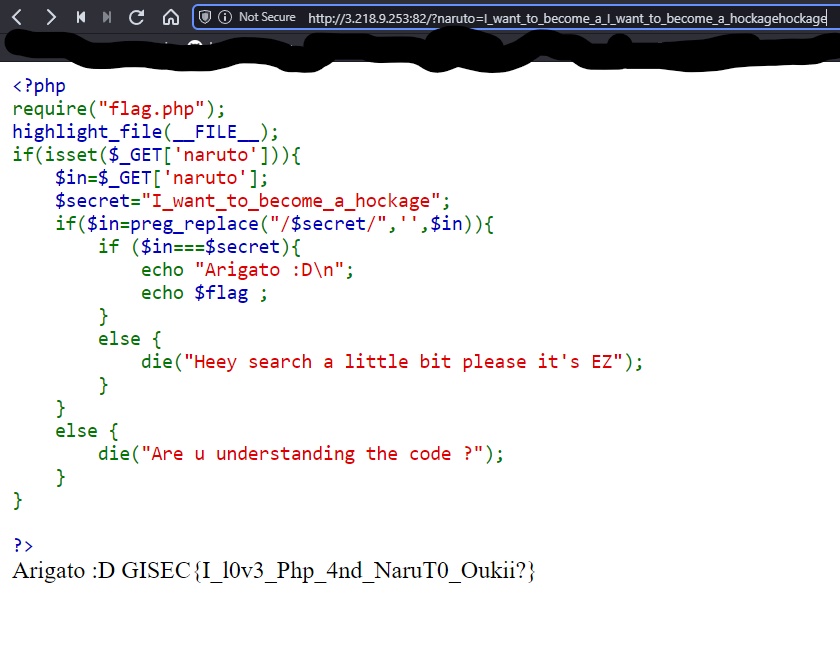 Not Secure http://3.218.9.253:82/?naruto=I_want_to_become_a_I_want_to_become_a_hockagehockage
<?php
require("flag.php");
highlight_file(__FILE__);
if(isset($_GET['naruto'])){
    $in=$_GET['naruto'];
    $secret="I_want_to_become_a_hockage";
    if($in=preg_replace("/$secret/",'',$in)){
        if ($in===$secret){
            echo "Arigato :D\n";
            echo $flag ;
        }
        else {
            die("Heey search a little bit please it's EZ");
        }
    }
    else {
        die("Are u understanding the code ?");
    }
}
?>
Arigato :D GISEC{I_l0v3_Php_4nd_NaruT0_Oukii?}